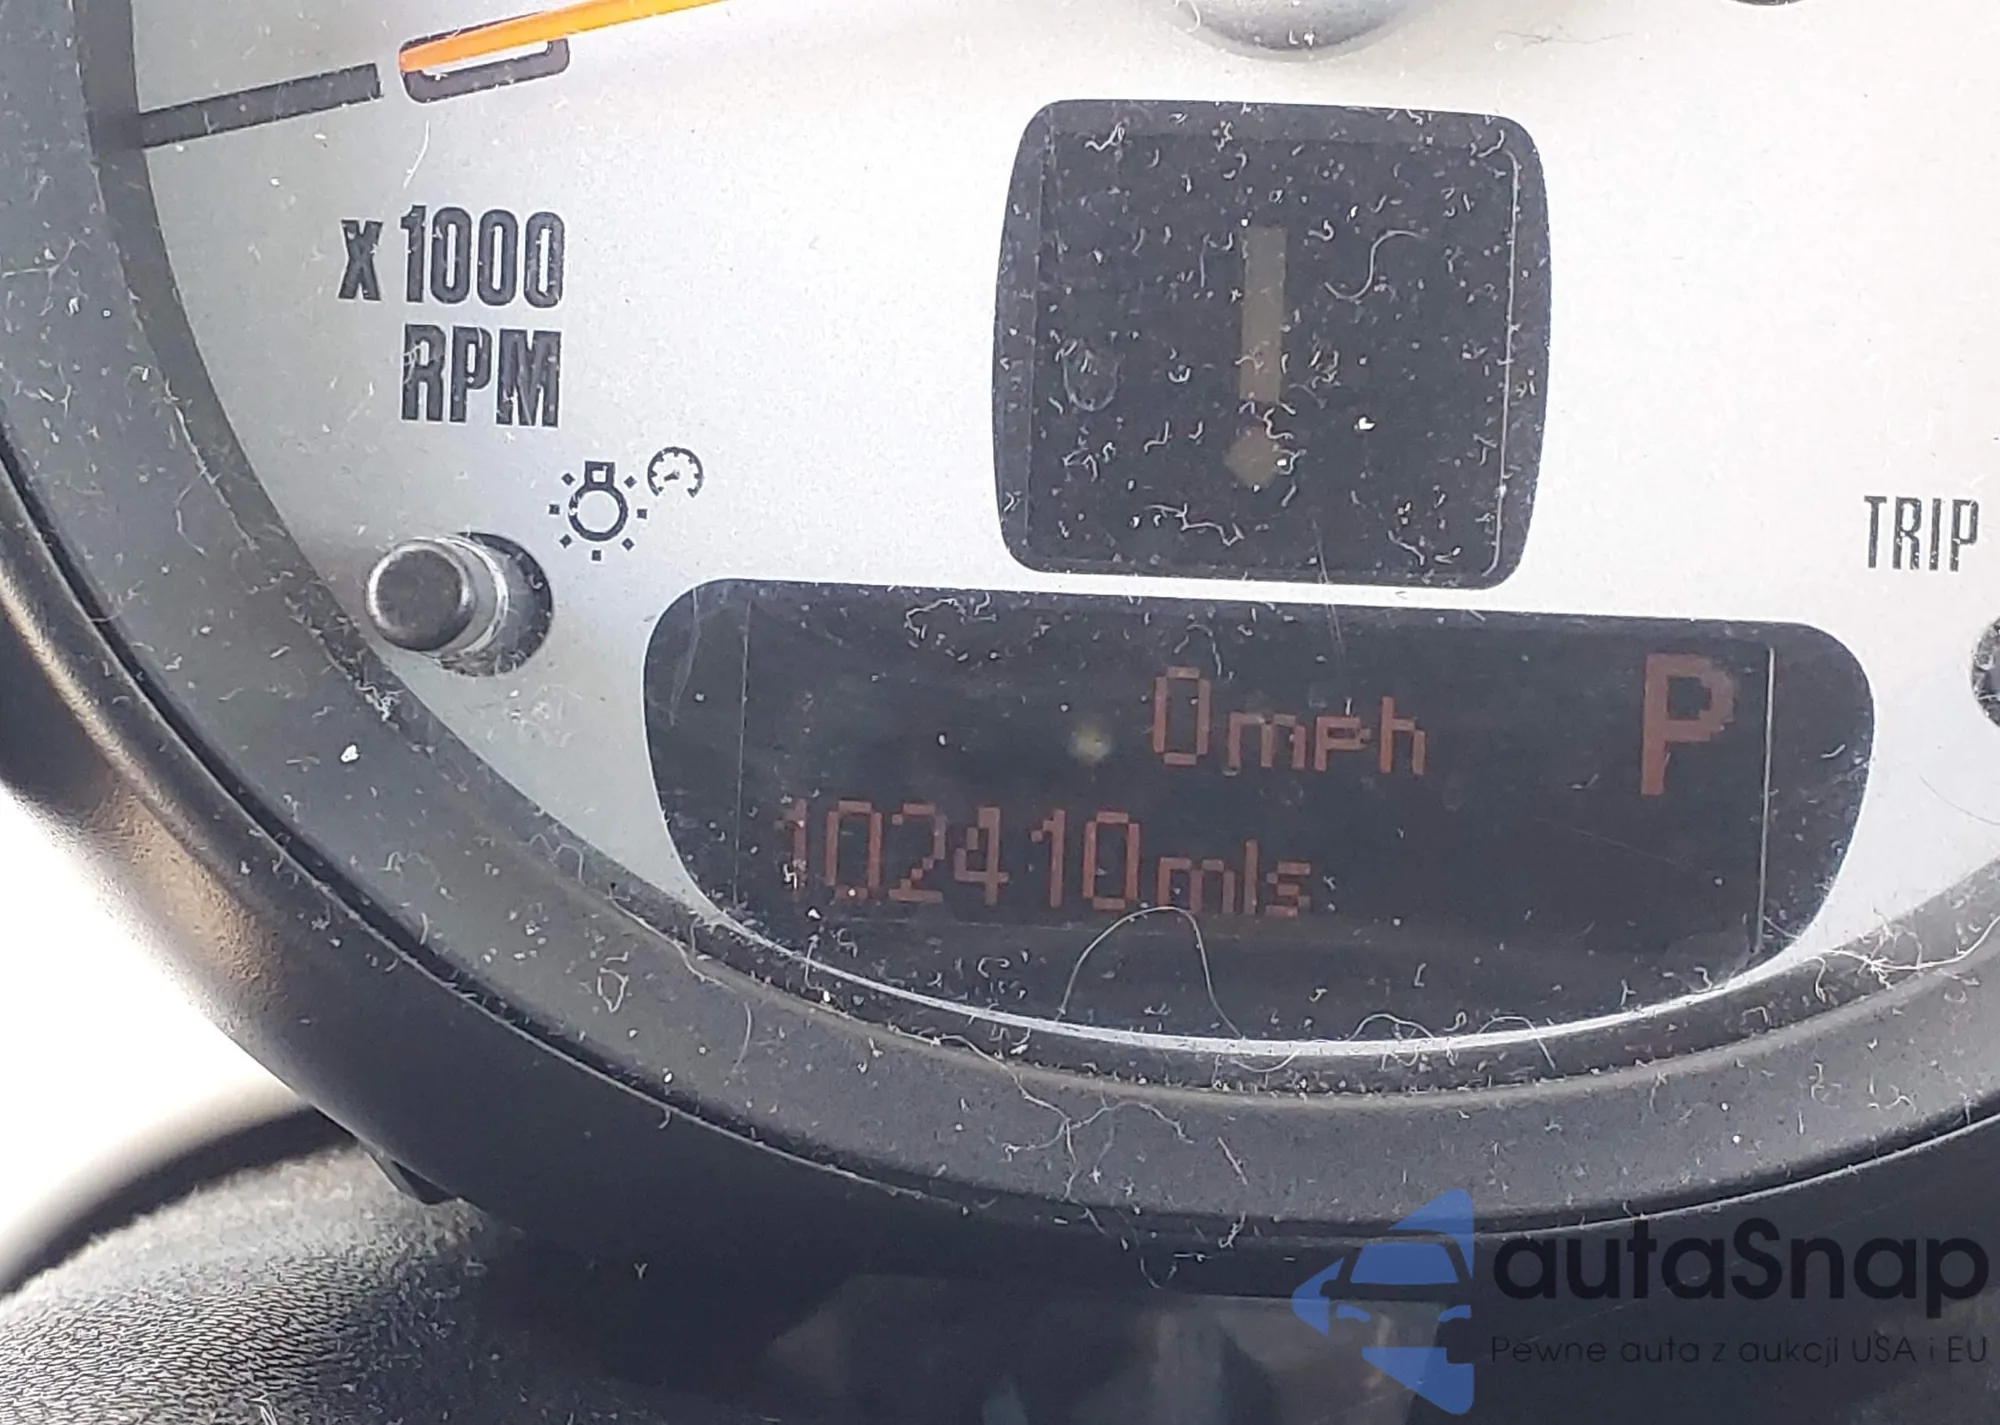 x 1000
RPM
TRIP
0mph P
102410mls
autaSnap
Pewne auta z aukcji USA i EU